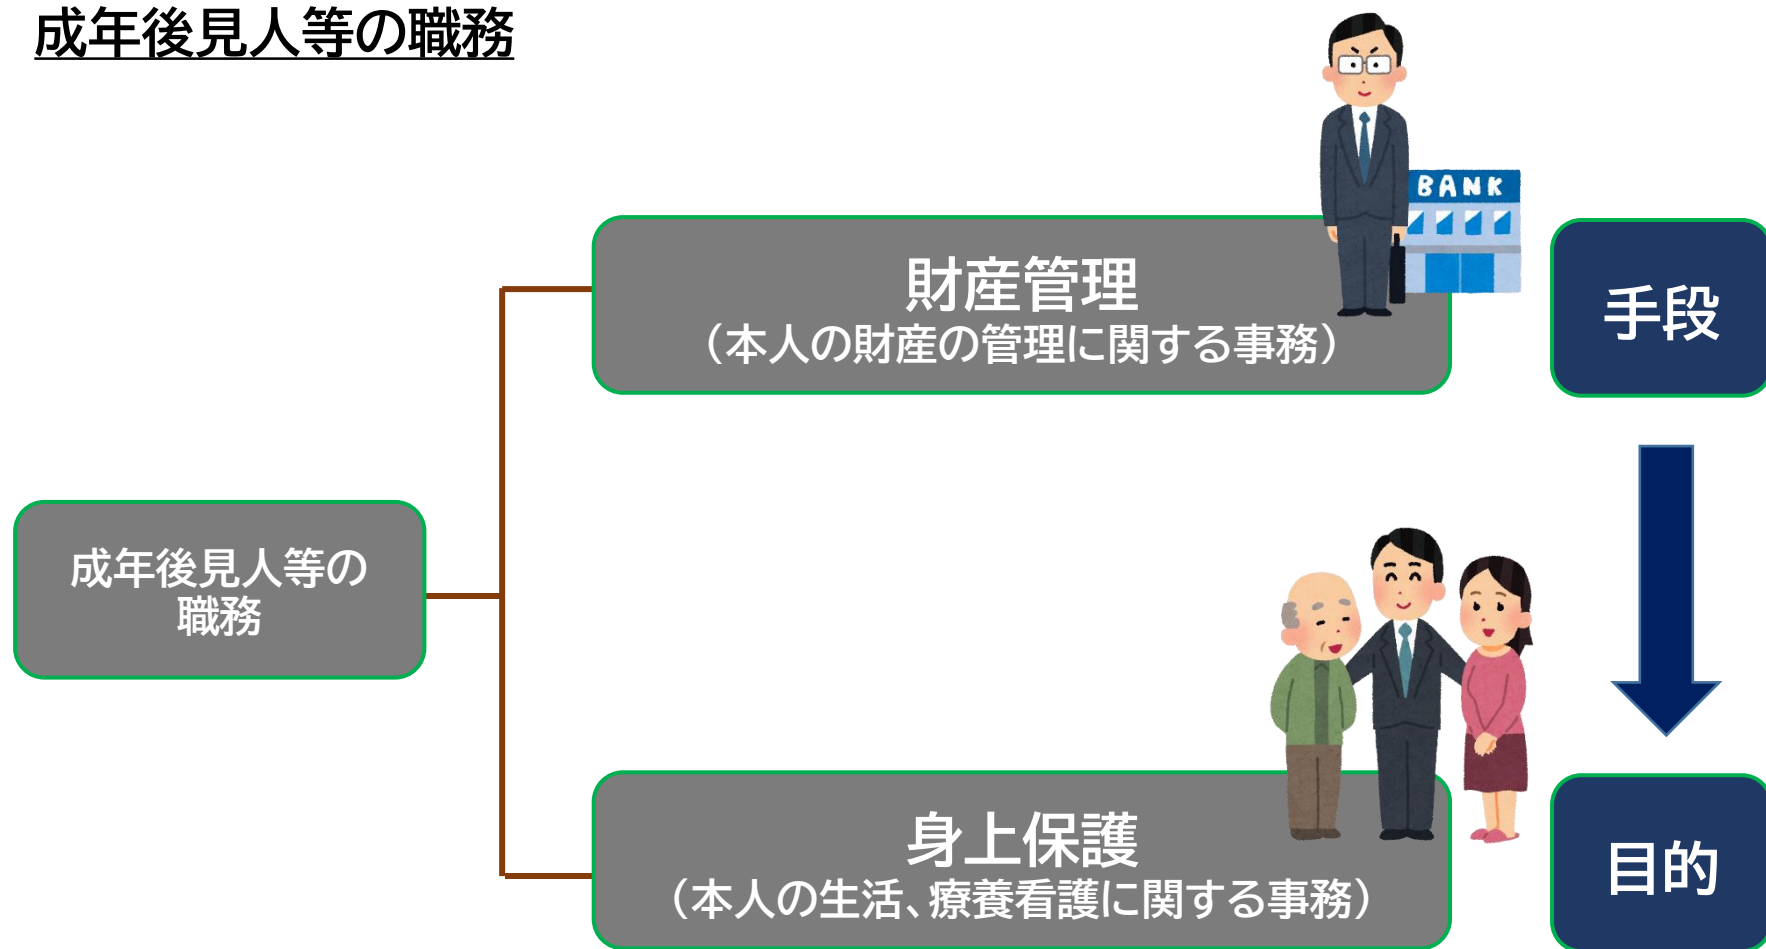 成年後見人等の職務
BANK
財産管理
（本人の財産の管理に関する事務）
手段
成年後見人等の
職務
身上保護
（本人の生活、療養看護に関する事務）
目的